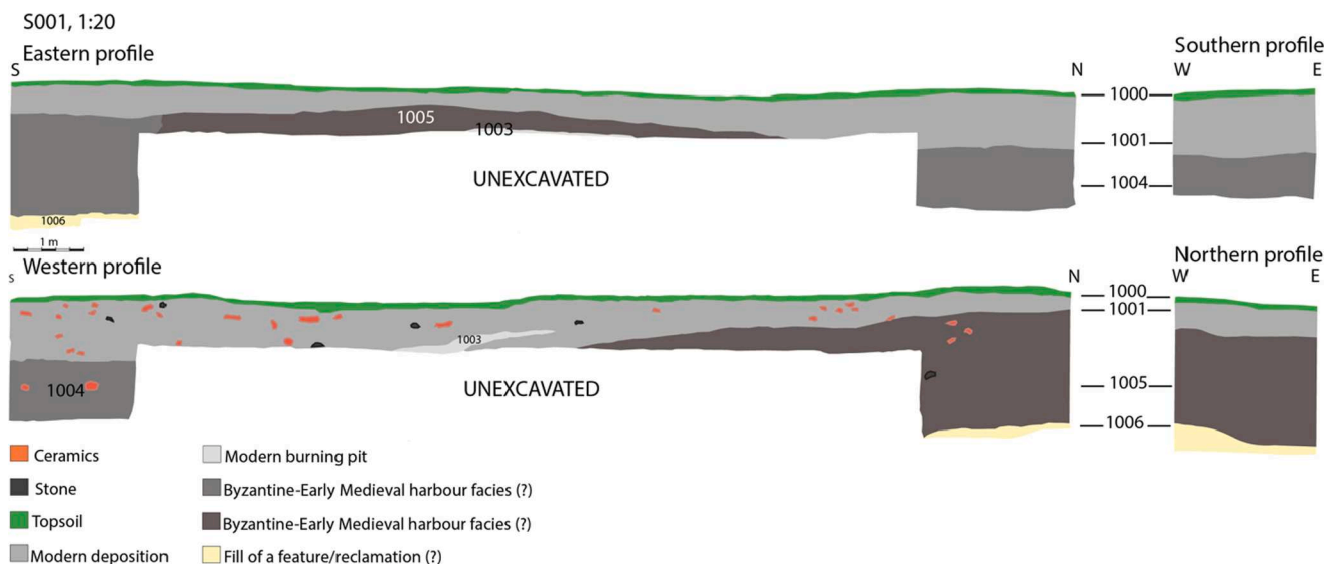 S001, 1:20
Eastern profile
Southern profile
S
N
W
E
1000
1005
1003
1001
UNEXCAVATED
1004
1006
1 m
Western profile
Northern profile
s
N
W
E
1000
1001
1003
1004
UNEXCAVATED
1005
1006
Ceramics
Modern burning pit
Stone
Byzantine-Early Medieval harbour facies (?)
Topsoil
Byzantine-Early Medieval harbour facies (?)
Modern deposition
Fill of a feature/reclamation (?)